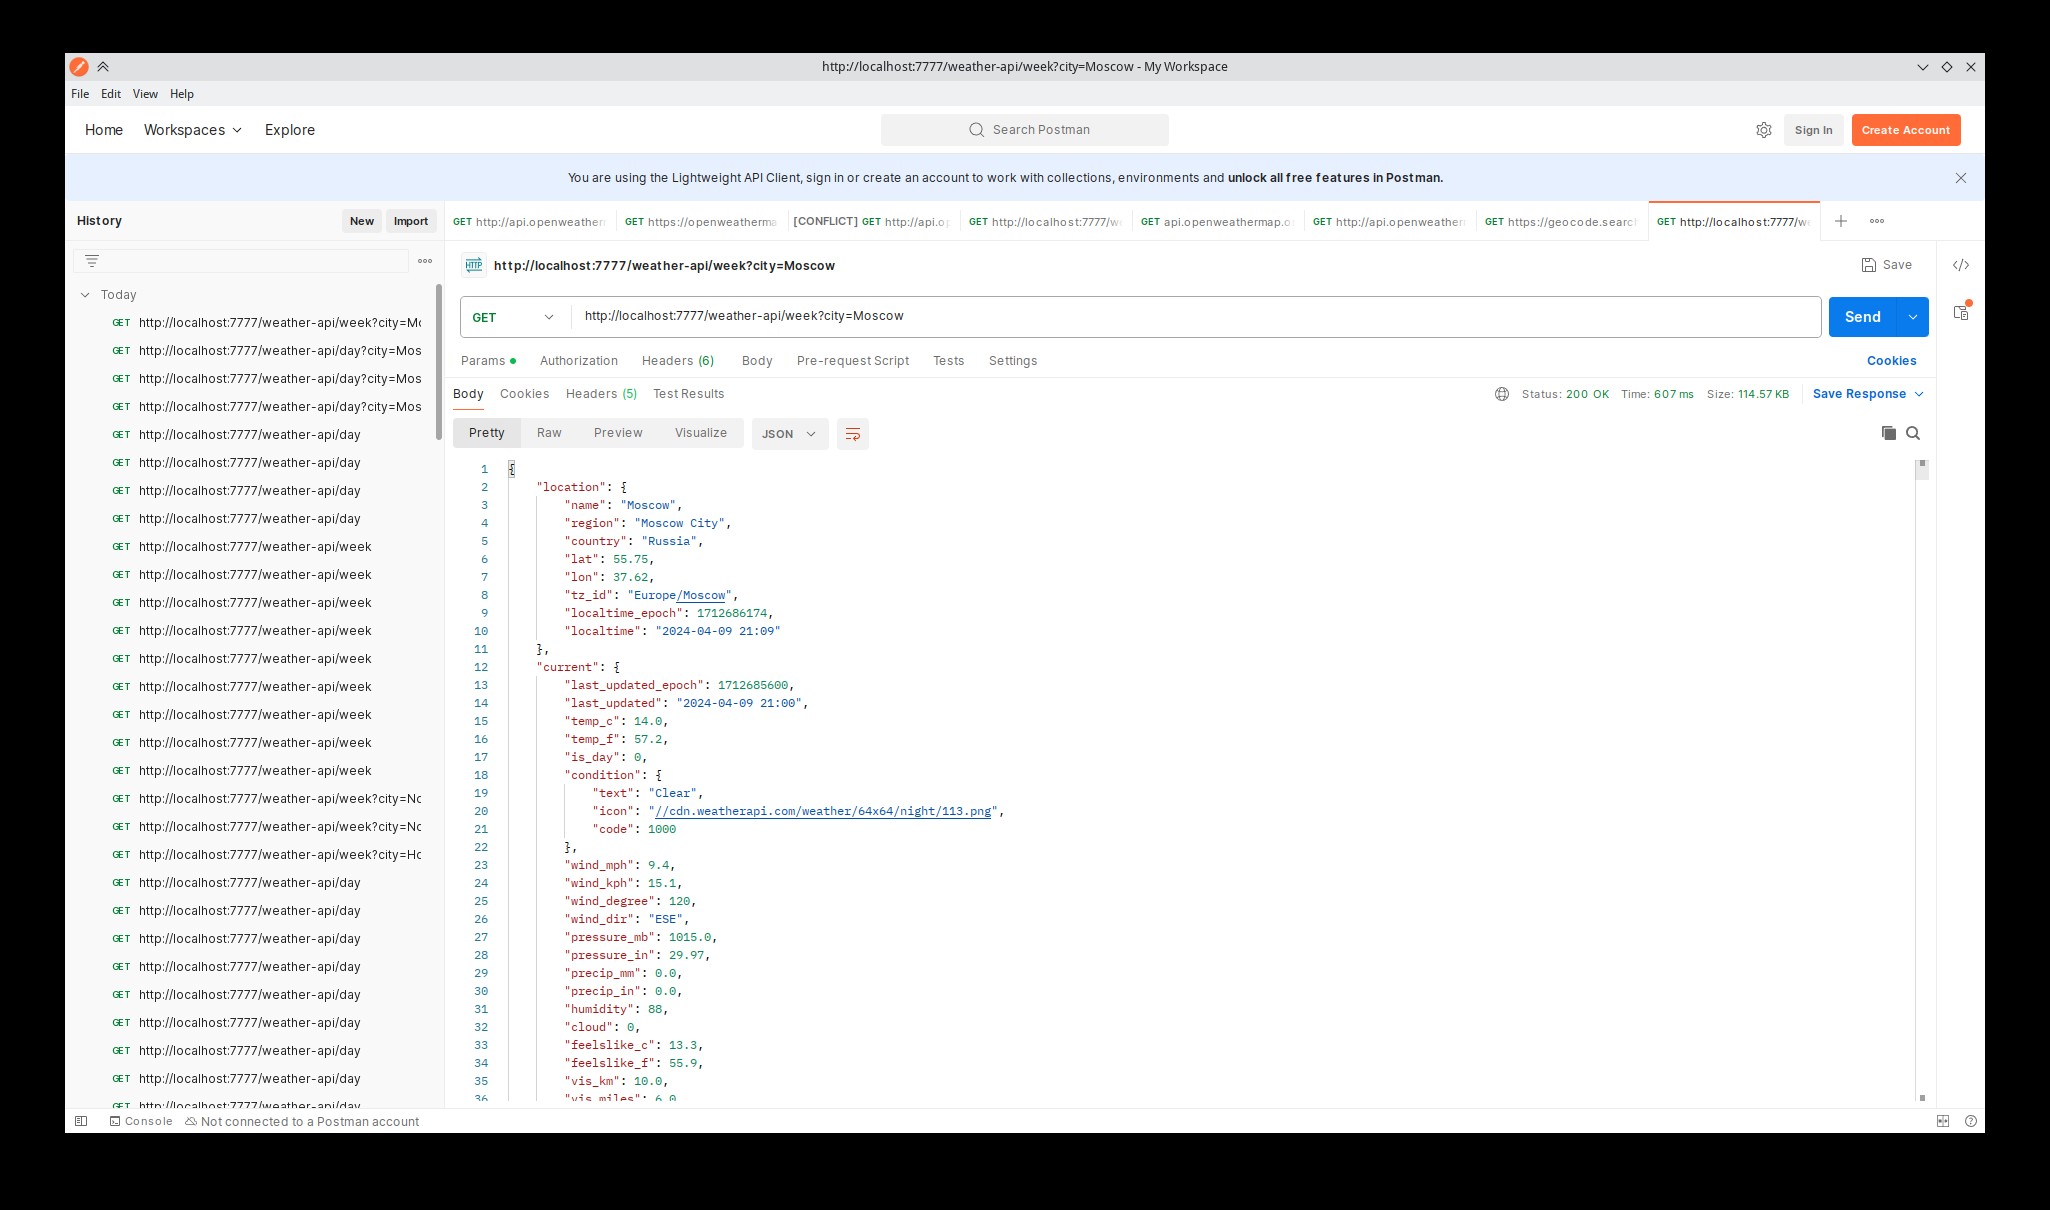 http://localhost:7777/weather-api/week?city=Moscow - My Workspace
File Edit View Help
Home Workspaces Explore
Search Postman
Sign In Create Account
You are using the Lightweight API Client, sign in or create an account to work with collections, environments and unlock all free features in Postman.
History New Import
GET http://api.openweather GET https://openweatherma [CONFLICT] GET http://api.o GET http://localhost:7777/w GET api.openweathermap.o GET http://api.openweather GET https://geocode.searc GET http://localhost:7777/w
Today
GET http://localhost:7777/weather-api/week?city=Mo
GET http://localhost:7777/weather-api/day?city=Mos
GET http://localhost:7777/weather-api/day?city=Mos
GET http://localhost:7777/weather-api/day?city=Mos
GET http://localhost:7777/weather-api/day
GET http://localhost:7777/weather-api/day
GET http://localhost:7777/weather-api/day
GET http://localhost:7777/weather-api/day
GET http://localhost:7777/weather-api/week
GET http://localhost:7777/weather-api/week
GET http://localhost:7777/weather-api/week
GET http://localhost:7777/weather-api/week
GET http://localhost:7777/weather-api/week
GET http://localhost:7777/weather-api/week
GET http://localhost:7777/weather-api/week
GET http://localhost:7777/weather-api/week
GET http://localhost:7777/weather-api/week
GET http://localhost:7777/weather-api/week?city=No
GET http://localhost:7777/weather-api/week?city=No
GET http://localhost:7777/weather-api/week?city=Ho
GET http://localhost:7777/weather-api/day
GET http://localhost:7777/weather-api/day
GET http://localhost:7777/weather-api/day
GET http://localhost:7777/weather-api/day
GET http://localhost:7777/weather-api/day
GET http://localhost:7777/weather-api/day
GET http://localhost:7777/weather-api/day
GET http://localhost:7777/weather-api/day
GET http://localhost:7777/weather-api/day
HTTP http://localhost:7777/weather-api/week?city=Moscow
Save
GET http://localhost:7777/weather-api/week?city=Moscow
Send
Params Authorization Headers (6) Body Pre-request Script Tests Settings
Cookies
Body Cookies Headers (5) Test Results
Status: 200 OK Time: 607 ms Size: 114.57 KB Save Response
Pretty Raw Preview Visualize JSON
1 {
2 "location": {
3 "name": "Moscow",
4 "region": "Moscow City",
5 "country": "Russia",
6 "lat": 55.75,
7 "lon": 37.62,
8 "tz_id": "Europe/Moscow",
9 "localtime_epoch": 1712686174,
10 "localtime": "2024-04-09 21:09"
11 },
12 "current": {
13 "last_updated_epoch": 1712685600,
14 "last_updated": "2024-04-09 21:00",
15 "temp_c": 14.0,
16 "temp_f": 57.2,
17 "is_day": 0,
18 "condition": {
19 "text": "Clear",
20 "icon": "//cdn.weatherapi.com/weather/64x64/night/113.png",
21 "code": 1000
22 },
23 "wind_mph": 9.4,
24 "wind_kph": 15.1,
25 "wind_degree": 120,
26 "wind_dir": "ESE",
27 "pressure_mb": 1015.0,
28 "pressure_in": 29.97,
29 "precip_mm": 0.0,
30 "precip_in": 0.0,
31 "humidity": 88,
32 "cloud": 0,
33 "feelslike_c": 13.3,
34 "feelslike_f": 55.9,
35 "vis_km": 10.0,
36 "vis_miles": 6.0
Console Not connected to a Postman account